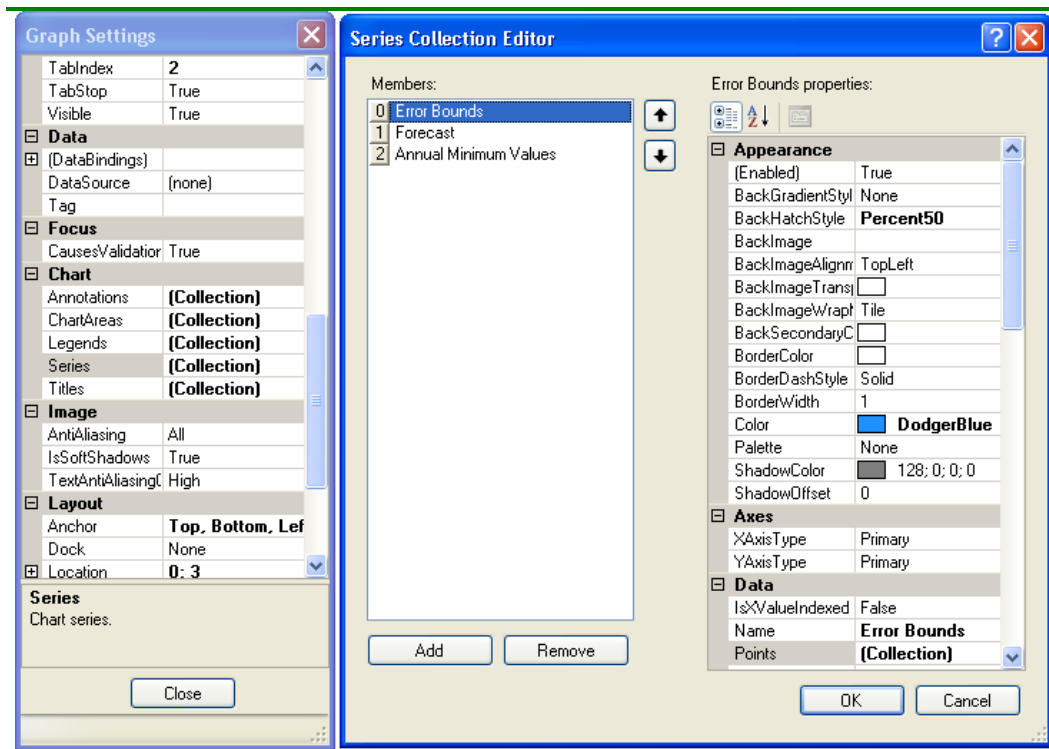 Graph Settings
TabIndex 2
TabStop True
Visible True
Data
(DataBindings)
DataSource (none)
Tag
Focus
CausesValidation True
Chart
Annotations (Collection)
ChartAreas (Collection)
Legends (Collection)
Series (Collection)
Titles (Collection)
Image
AntiAliasing All
IsSoftShadows True
TextAntiAliasingQ High
Layout
Anchor Top, Bottom, Lef
Dock None
Location 0; 3
Series
Chart series.
Close
Series Collection Editor
Members:
0 Error Bounds
1 Forecast
2 Annual Minimum Values
Add Remove
Error Bounds properties:
Appearance
(Enabled) True
BackGradientStyl None
BackHatchStyle Percent50
BackImage
BackImageAlignm TopLeft
BackImageTransp
BackImageWrapM Tile
BackSecondaryC
BorderColor
BorderDashStyle Solid
BorderWidth 1
Color DodgerBlue
Palette None
ShadowColor 128; 0; 0; 0
ShadowOffset 0
Axes
XAxisType Primary
YAxisType Primary
Data
IsXValueIndexed False
Name Error Bounds
Points (Collection)
OK Cancel